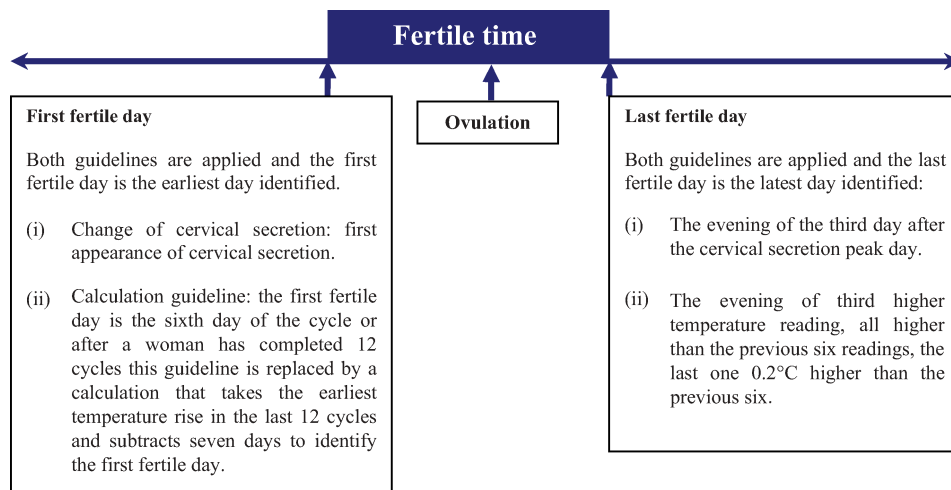 Fertile time
First fertile day
Both guidelines are applied and the first
fertile day is the earliest day identified.
(i) Change of cervical secretion: first
appearance of cervical secretion.
(ii) Calculation guideline: the first fertile
day is the sixth day of the cycle or
after a woman has completed 12
cycles this guideline is replaced by a
calculation that takes the earliest
temperature rise in the last 12 cycles
and subtracts seven days to identify
the first fertile day.
Ovulation
Last fertile day
Both guidelines are applied and the last
fertile day is the latest day identified:
(i) The evening of the third day after
the cervical secretion peak day.
(ii) The evening of third higher
temperature reading, all higher
than the previous six readings, the
last one 0.2°C higher than the
previous six.